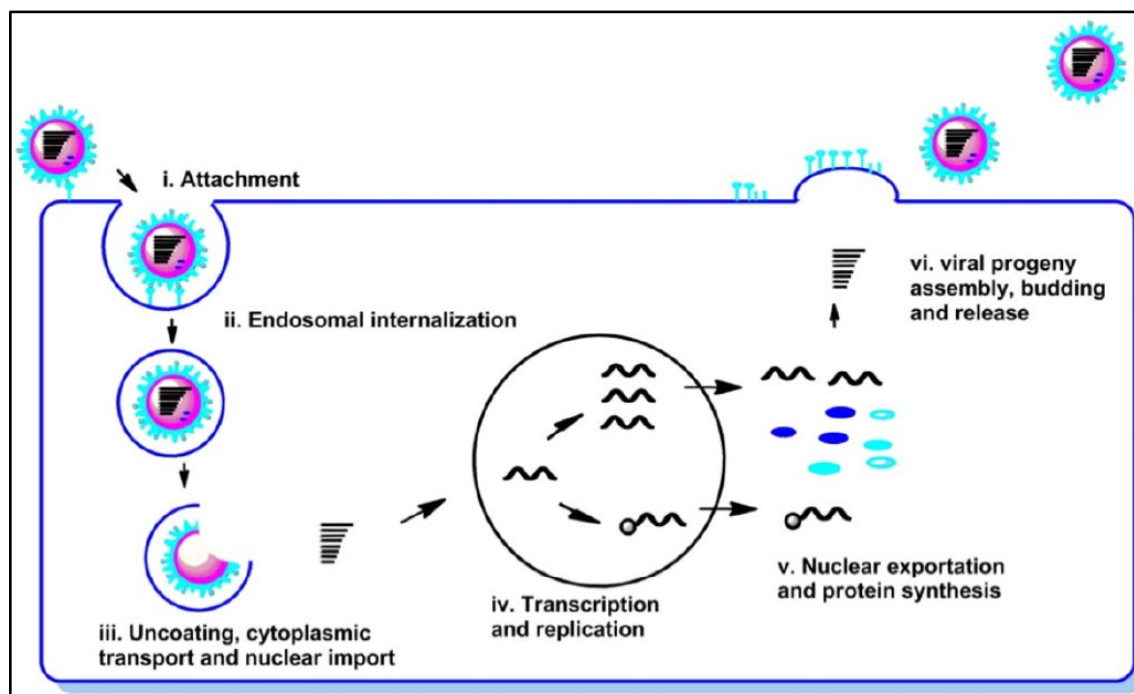 i. Attachment
ii. Endosomal internalization
iii. Uncoating, cytoplasmic
transport and nuclear import
iv. Transcription
and replication
v. Nuclear exportation
and protein synthesis
vi. viral progeny
assembly, budding
and release